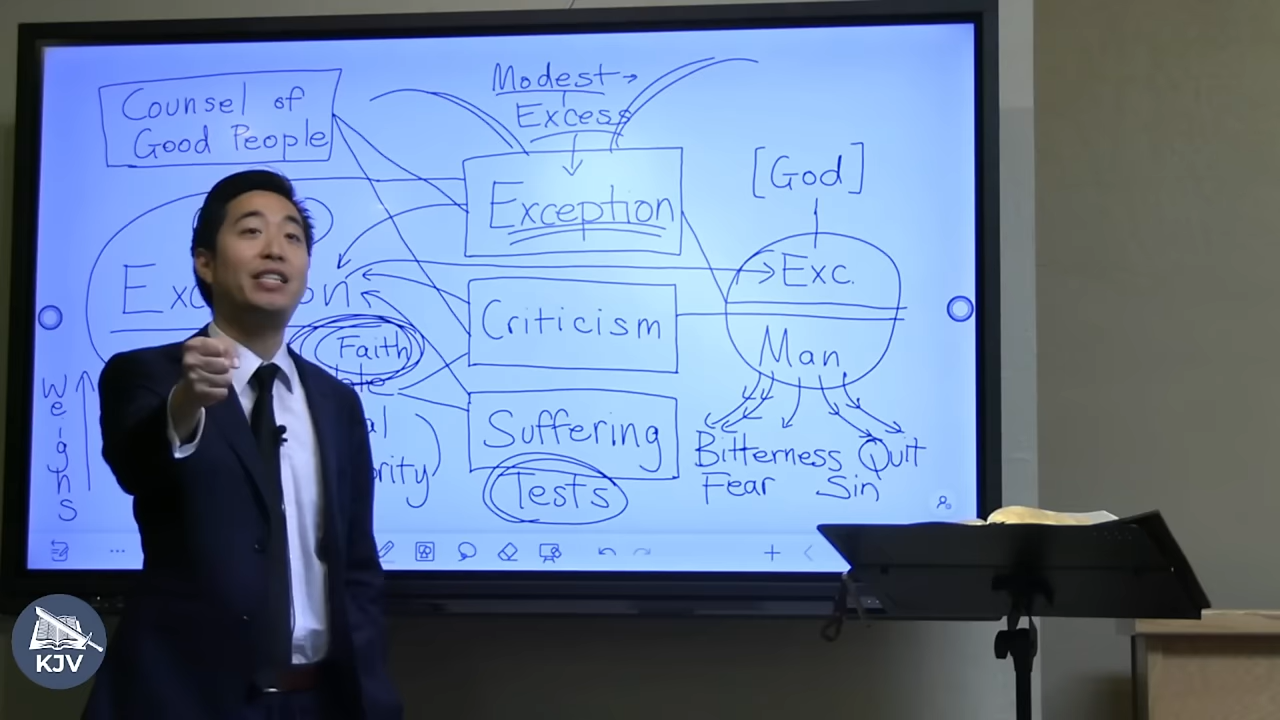 Counsel of
Good People
Modest →
Excess
Exception
[God]
Exc.
Criticism
Man
Faith
Weighs
Suffering
Tests
Bitterness Quit
Fear Sin
KJV